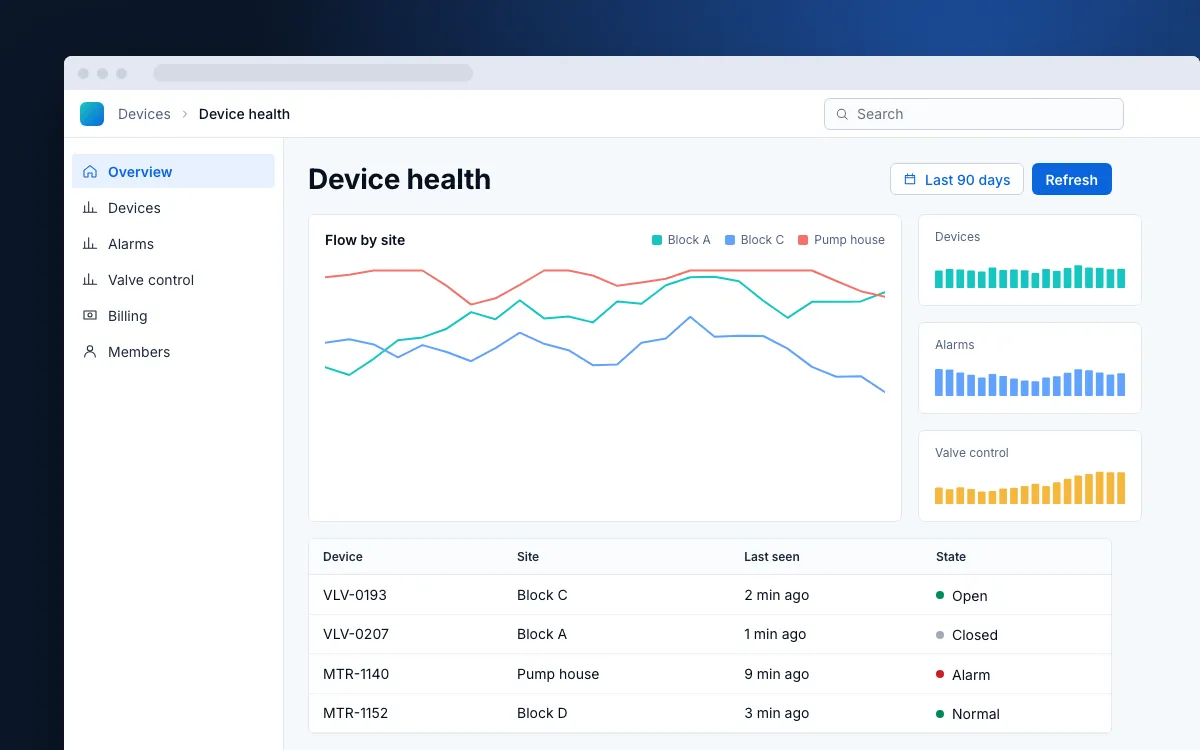 Devices > Device health
Search
Overview
Devices
Alarms
Valve control
Billing
Members
Device health
Last 90 days
Refresh
Flow by site
Block A
Block C
Pump house
Devices
Alarms
Valve control
Device Site Last seen State
VLV-0193 Block C 2 min ago Open
VLV-0207 Block A 1 min ago Closed
MTR-1140 Pump house 9 min ago Alarm
MTR-1152 Block D 3 min ago Normal